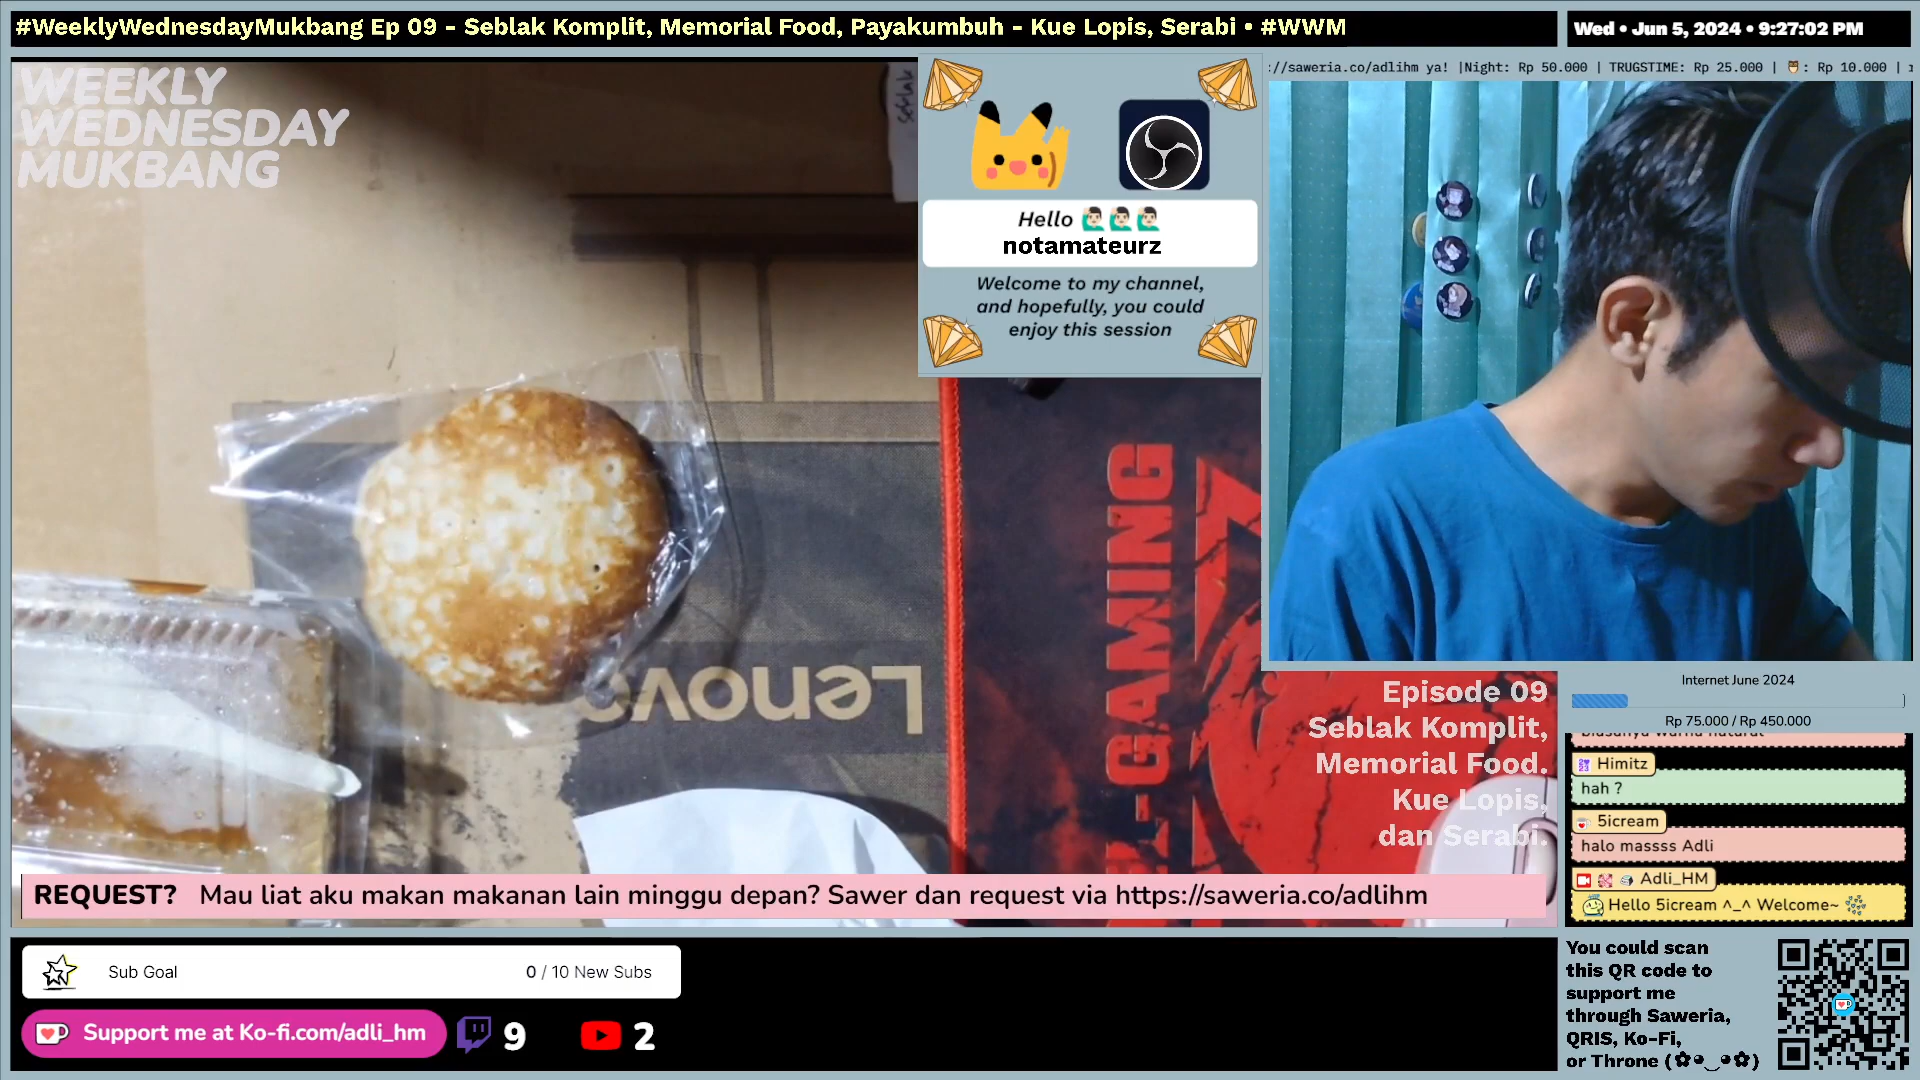 #WeeklyWednesdayMukbang Ep 09 - Seblak Komplit, Memorial Food, Payakumbuh - Kue Lopis, Serabi • #WWM
Wed • Jun 5, 2024 • 9:27:02 PM
://saweria.co/adlihm ya! |Night: Rp 50.000 | TRUGSTIME: Rp 25.000 | 🦉: Rp 10.000 |
WEEKLY
WEDNESDAY
MUKBANG
Seblak
Hello 🙋🏻‍♂️🙋🏻‍♂️🙋🏻‍♂️
notamateurz
Welcome to my channel,
and hopefully, you could
enjoy this session
Lenovo
GAMING
Episode 09
Seblak Komplit,
Memorial Food.
Kue Lopis,
dan Serabi.
Internet June 2024
Rp 75.000 / Rp 450.000
biasanya warna natural
Himitz
hah ?
5icream
halo massss Adli
Adli_HM
Hello 5icream ^_^ Welcome~
REQUEST? Mau liat aku makan makanan lain minggu depan? Sawer dan request via https://saweria.co/adlihm
Sub Goal
0 / 10 New Subs
Support me at Ko-fi.com/adli_hm
9
2
You could scan
this QR code to
support me
through Saweria,
QRIS, Ko-Fi,
or Throne (✿◕‿◕✿)